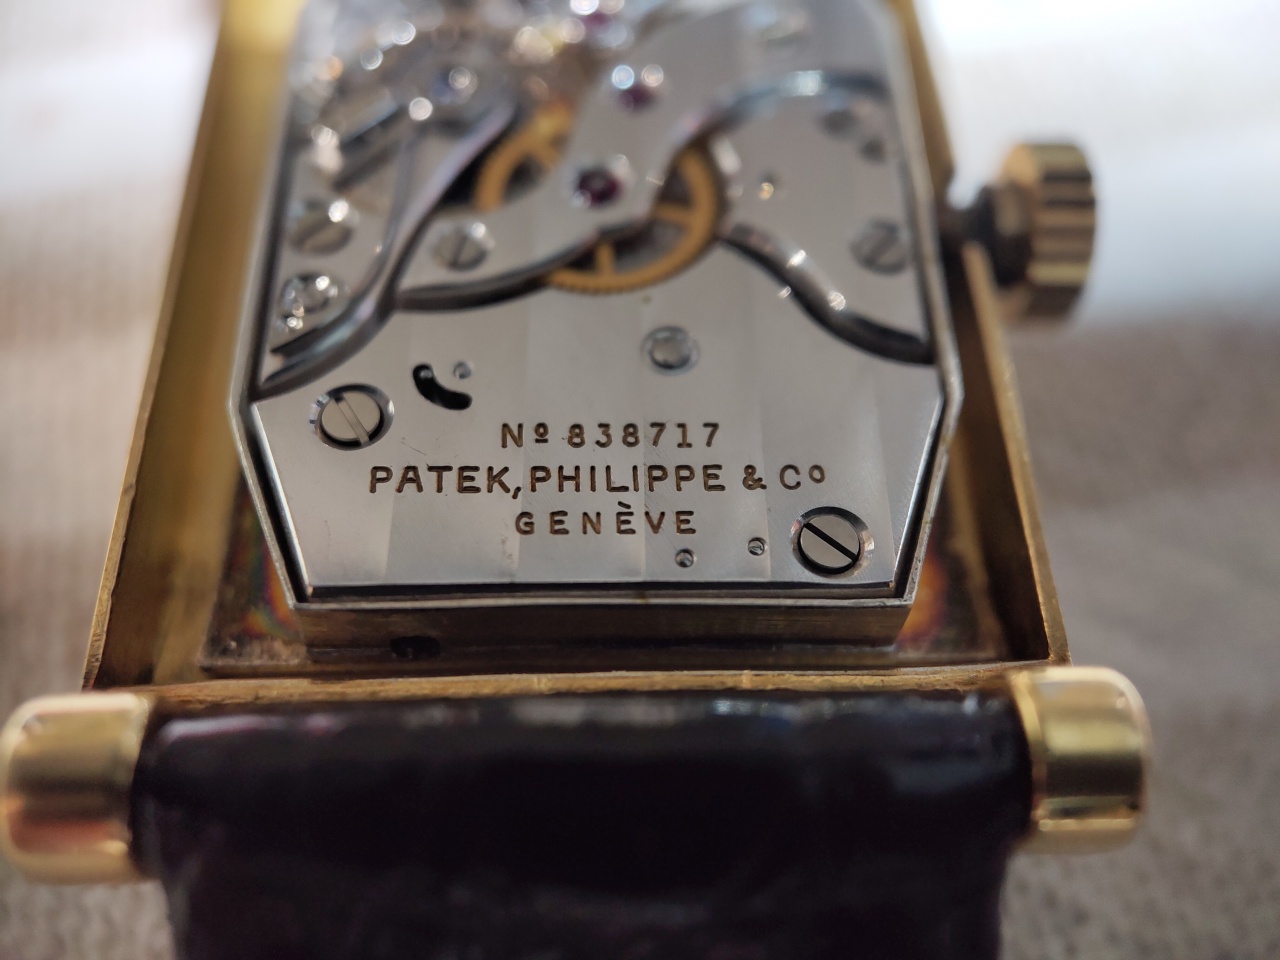 Nº 838717
PATEK, PHILIPPE & Cº
GENÈVE